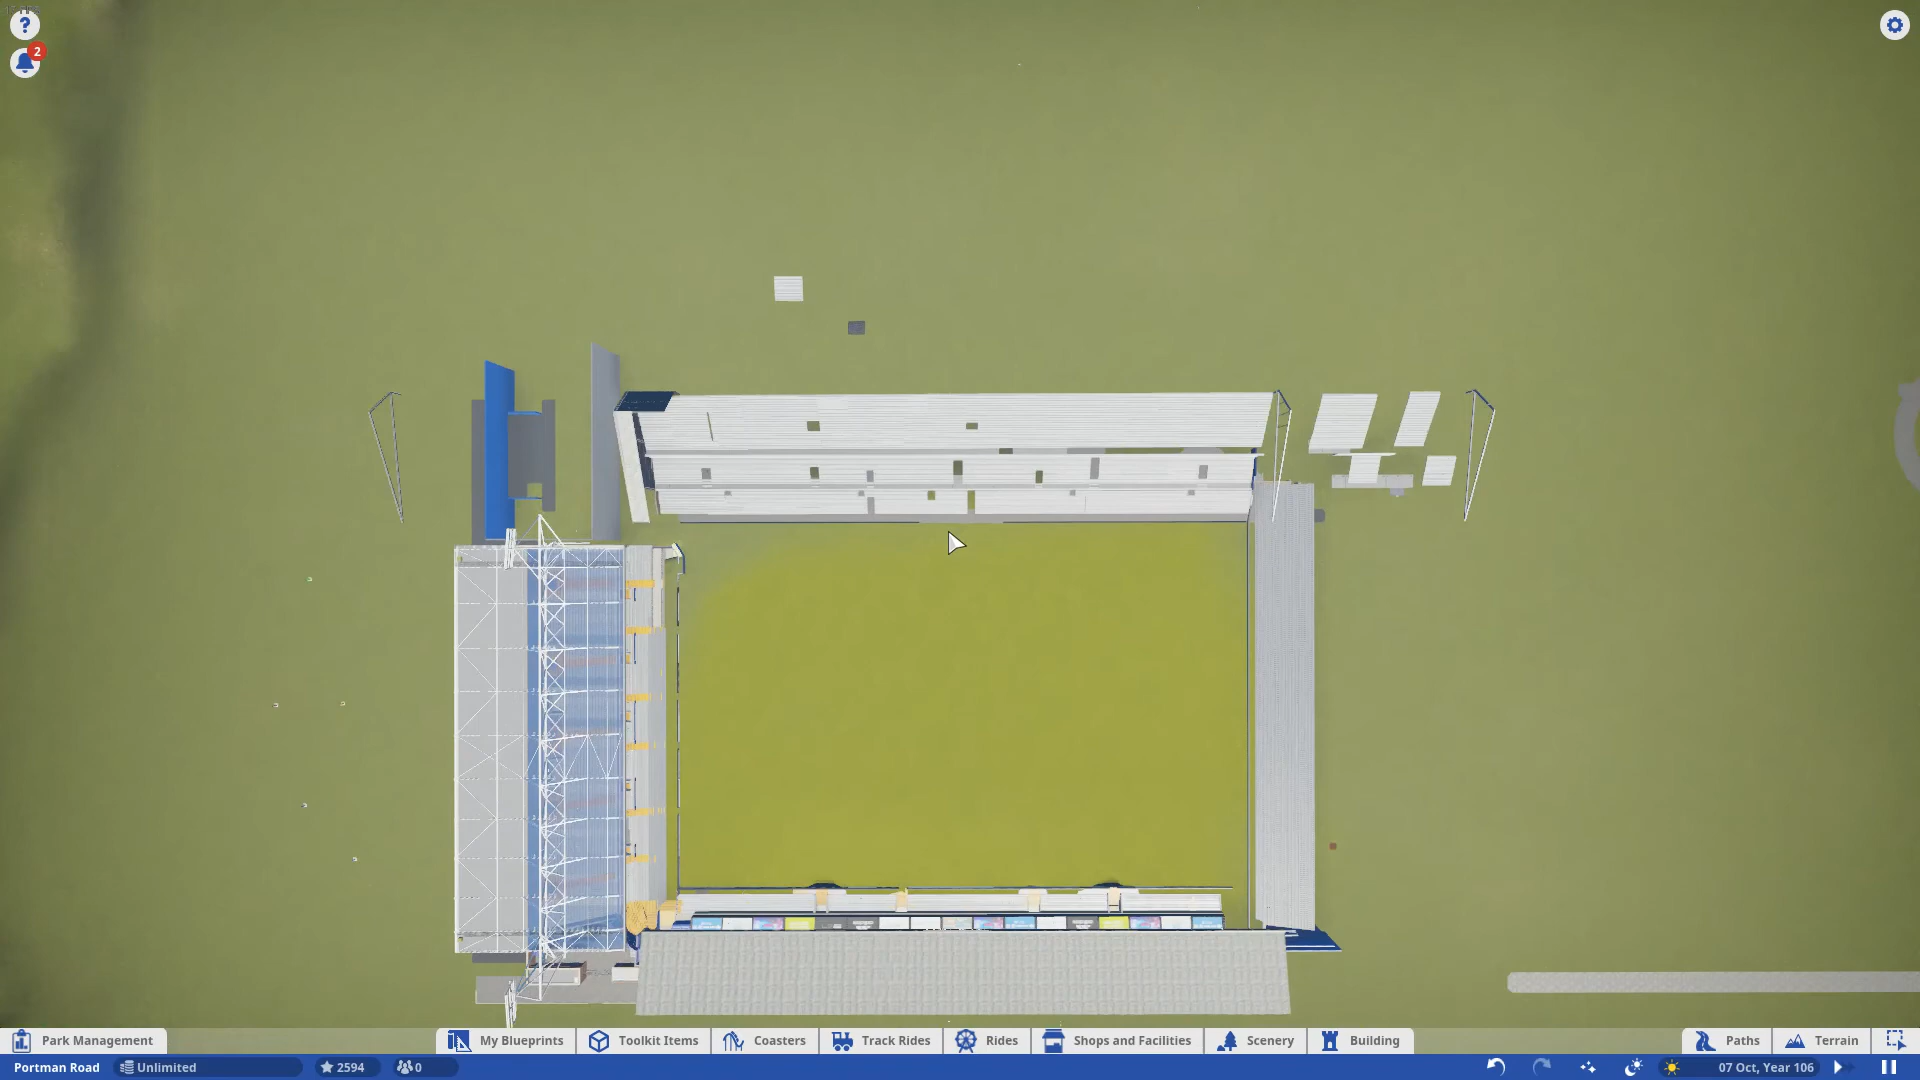 ?
2
Park Management
My Blueprints
Toolkit Items
Coasters
Track Rides
Rides
Shops and Facilities
Scenery
Building
Paths
Terrain
Portman Road
Unlimited
2594
0
07 Oct, Year 106